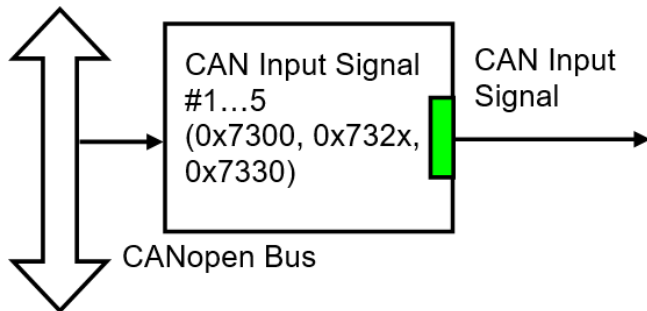 CAN Input Signal
#1…5
(0x7300, 0x732x,
0x7330)
CAN Input
Signal
CANopen Bus